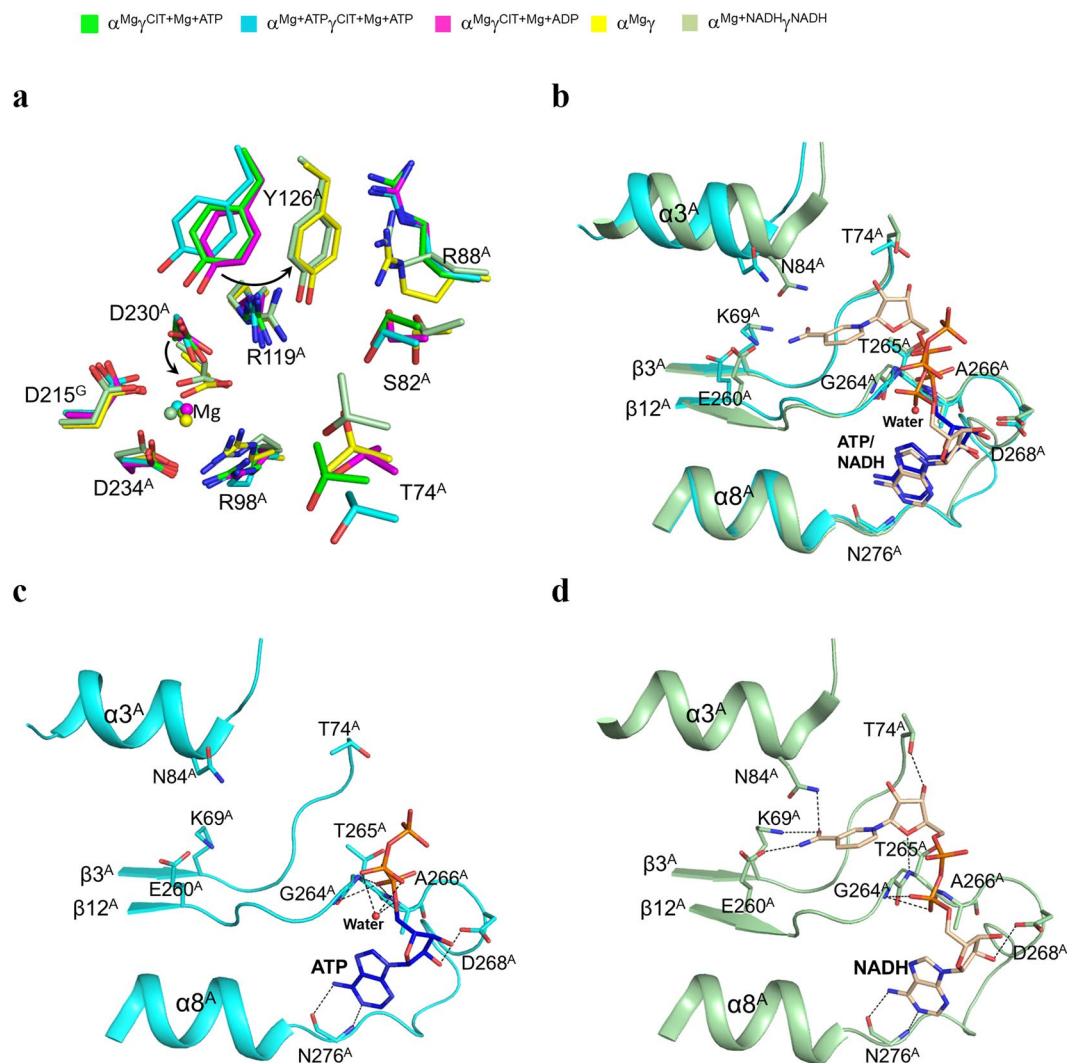 α^Mgγ^CIT+Mg+ATP α^Mg+ATPγ^CIT+Mg+ATP α^Mgγ^CIT+Mg+ADP α^Mgγ α^Mg+NADHγ^NADH
a
Y126^A
R88^A
D230^A
R119^A
S82^A
D215^G
Mg
D234^A
R98^A
T74^A
b
α3^A
T74^A
N84^A
K69^A
T265^A
β3^A
G264^A
A266^A
β12^A
E260^A
Water
ATP/
NADH
D268^A
α8^A
N276^A
c
α3^A
T74^A
N84^A
K69^A
T265^A
β3^A
E260^A
G264^A
A266^A
β12^A
Water
ATP
D268^A
α8^A
N276^A
d
α3^A
T74^A
N84^A
K69^A
T265^A
β3^A
G264^A
A266^A
β12^A
E260^A
NADH
D268^A
α8^A
N276^A